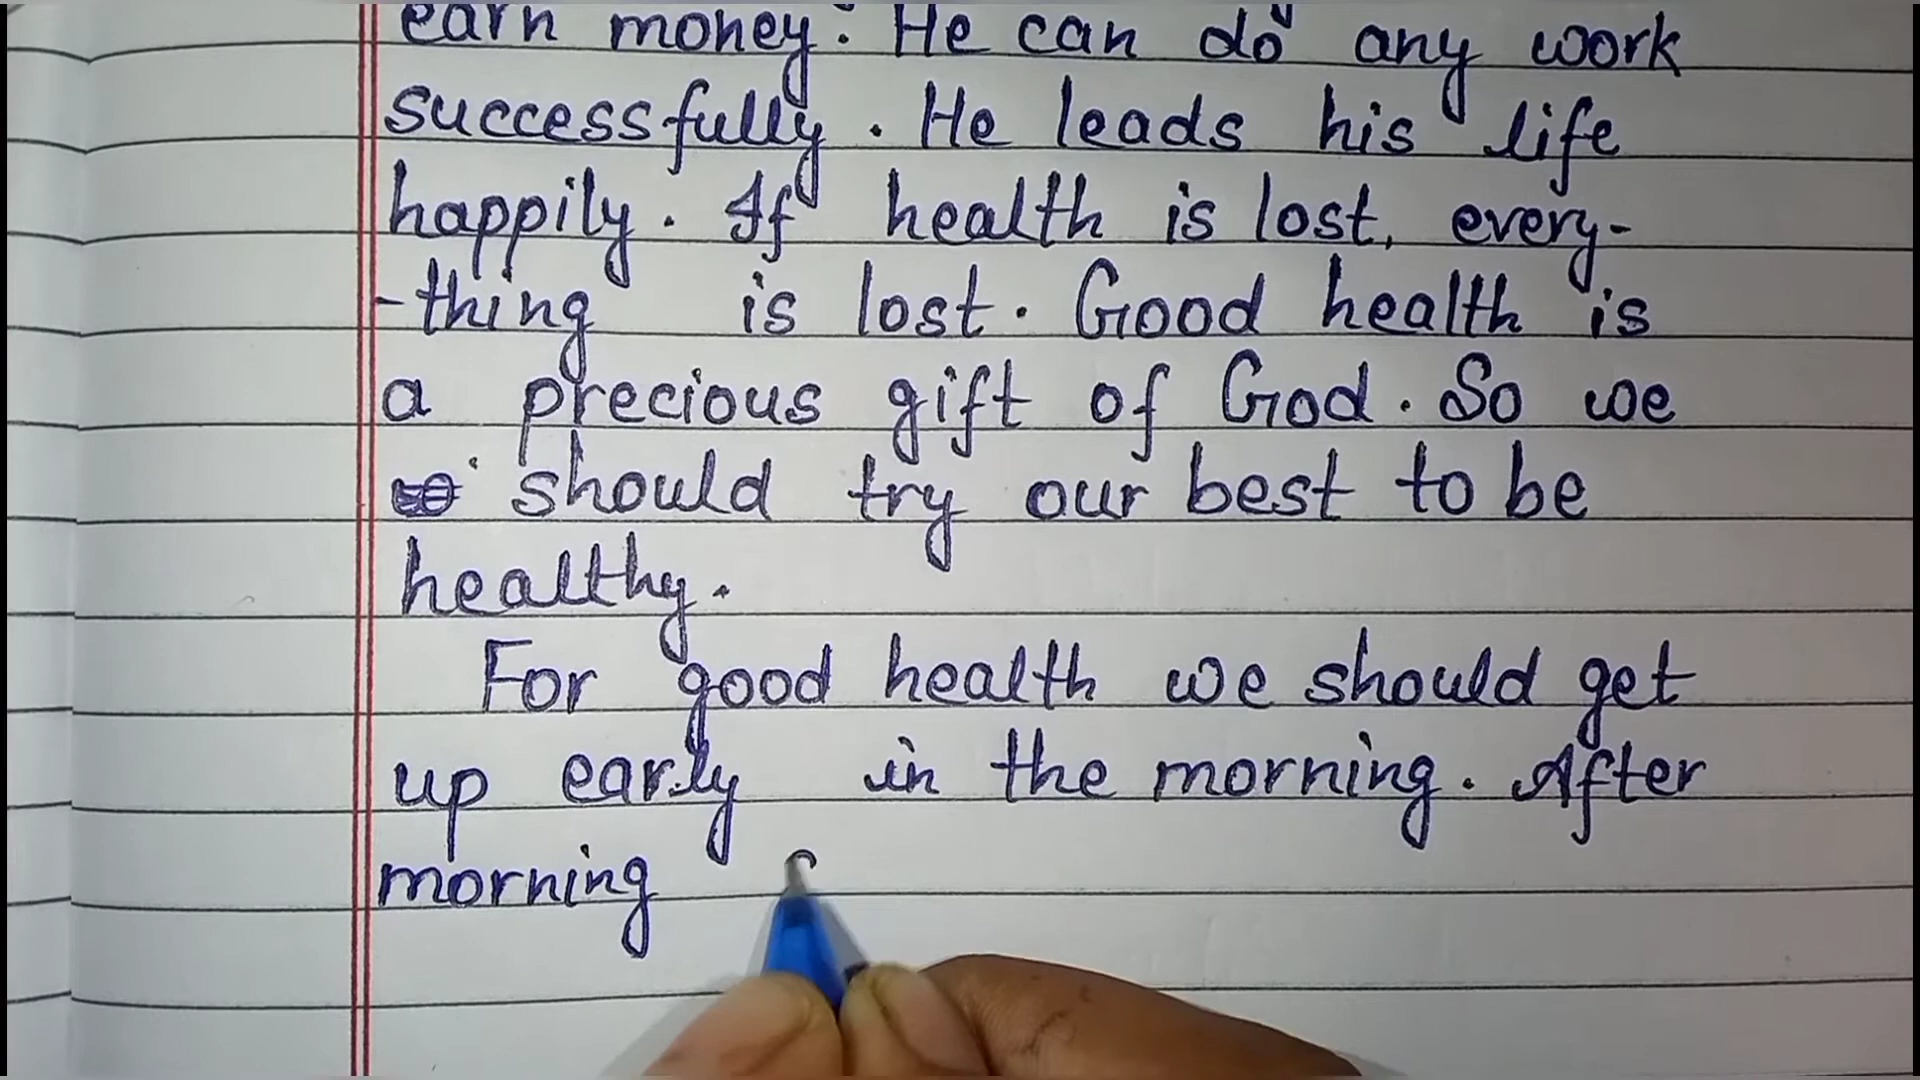 earn money. He can do any work
successfully. He leads his life
happily. If health is lost, every-
-thing is lost. Good health is
a precious gift of God. So we
should try our best to be
healthy.
For good health we should get
up early in the morning. After
morning